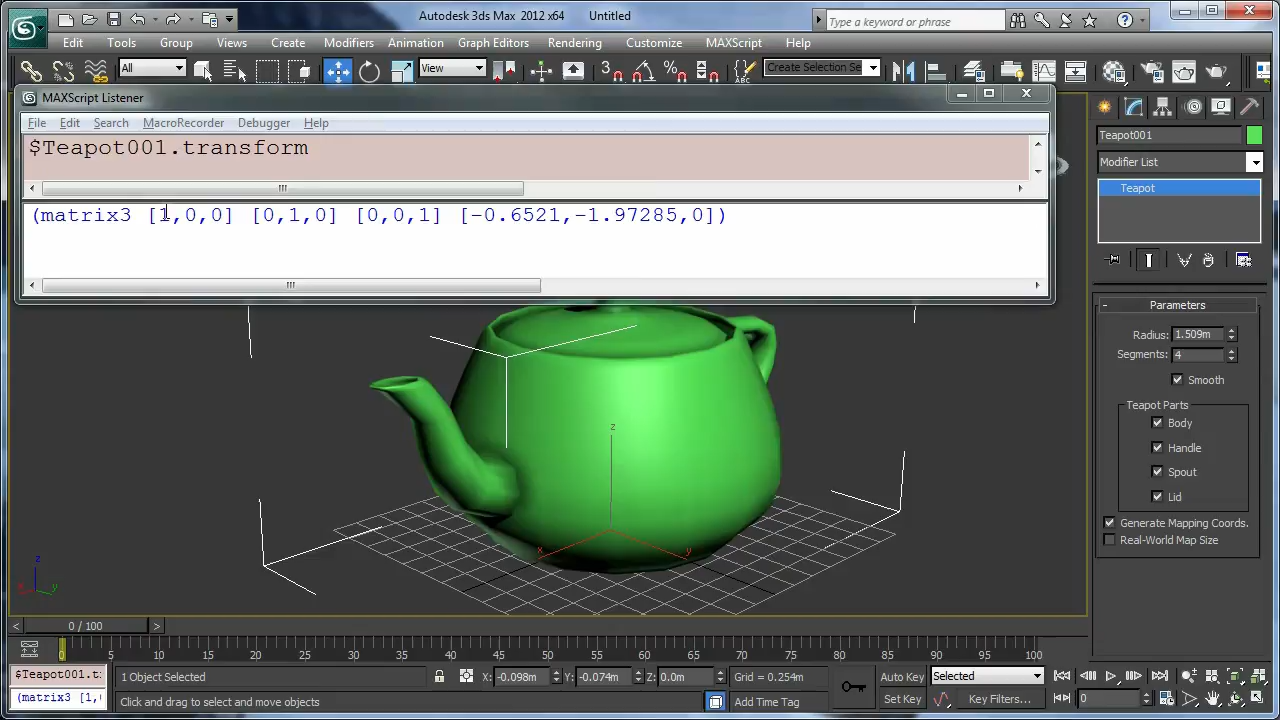 Autodesk 3ds Max 2012 x64 Untitled
Type a keyword or phrase
Edit Tools Group Views Create Modifiers Animation Graph Editors Rendering Customize MAXScript Help
All
View
3
Create Selection Se
MAXScript Listener
File Edit Search MacroRecorder Debugger Help
$Teapot001.transform
(matrix3 [1,0,0] [0,1,0] [0,0,1] [-0.6521,-1.97285,0])
Teapot001
Modifier List
Teapot
- Parameters
Radius: 1.509m
Segments: 4
Smooth
Teapot Parts
Body
Handle
Spout
Lid
Generate Mapping Coords.
Real-World Map Size
z
x
y
z
x
y
< 0 / 100 >
0 5 10 15 20 25 30 35 40 45 50 55 60 65 70 75 80 85 90 95 100
$Teapot001.t
(matrix3 [1,
1 Object Selected
X: -0.098m Y: -0.074m Z: 0.0m
Grid = 0.254m
Auto Key Selected
Click and drag to select and move objects
Add Time Tag
Set Key Key Filters... 0